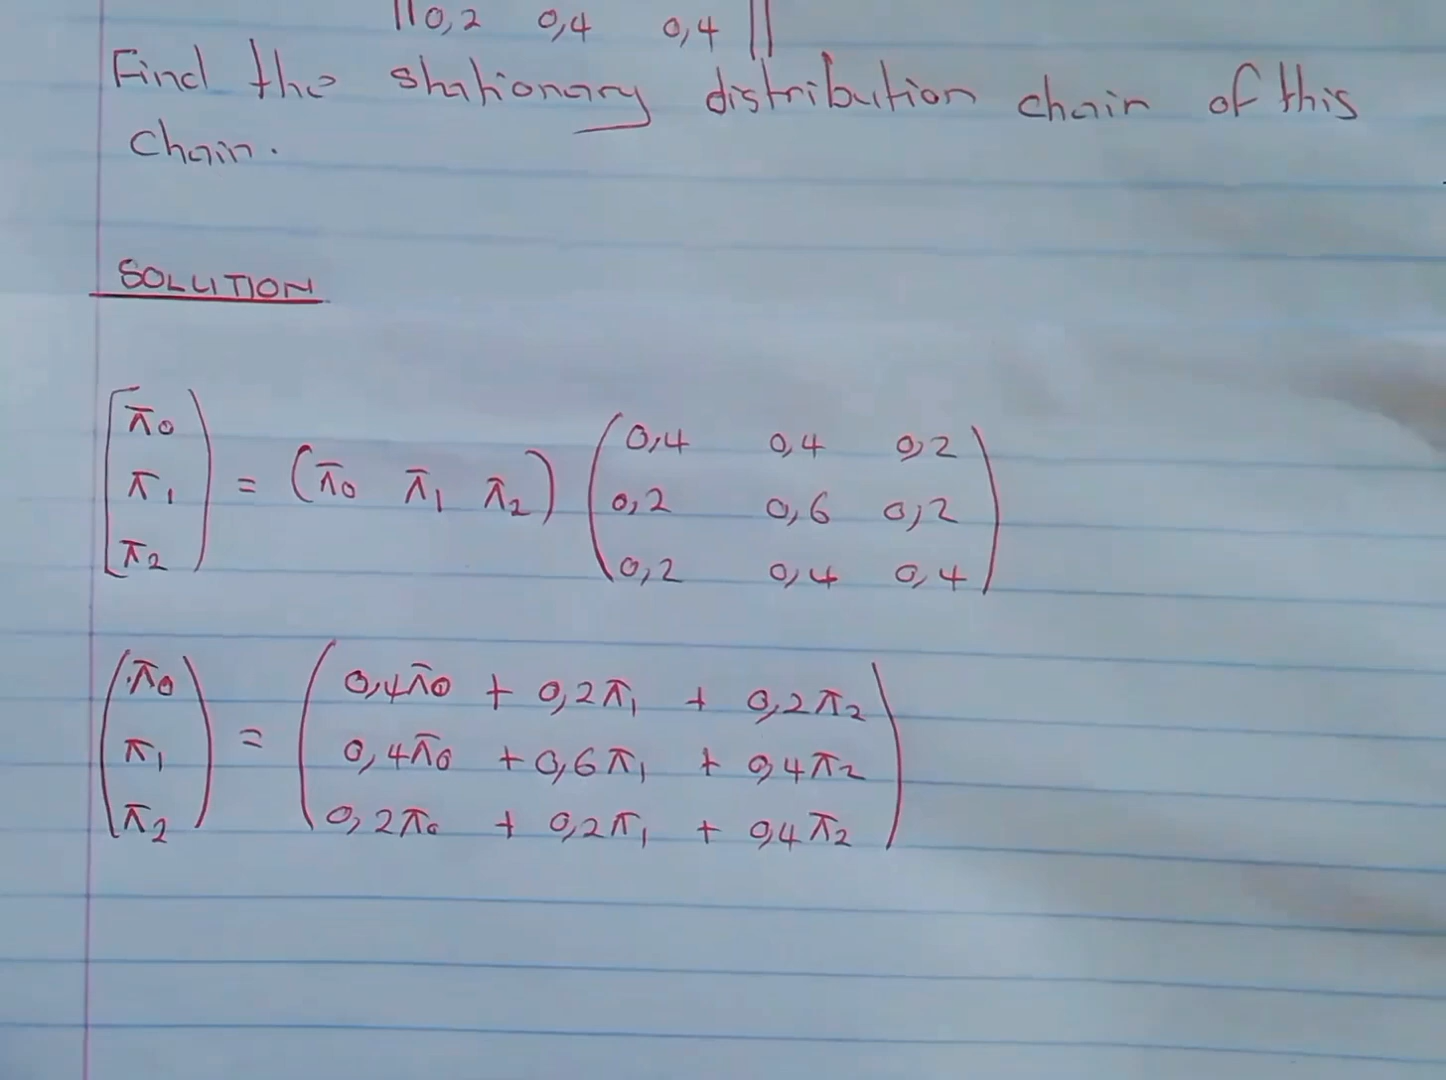 ||0,2 0,4 0,4||
Find the stationary distribution chain of this
chain.
SOLUTION
[π0 π1 π2) = (π0 π1 π2) (0,4 0,4 0,2
0,2 0,6 0,2
0,2 0,4 0,4)
(π0 π1 π2) = (0,4π0 + 0,2π1 + 0,2π2
0,4π0 + 0,6π1 + 0,4π2
0,2π0 + 0,2π1 + 0,4π2)